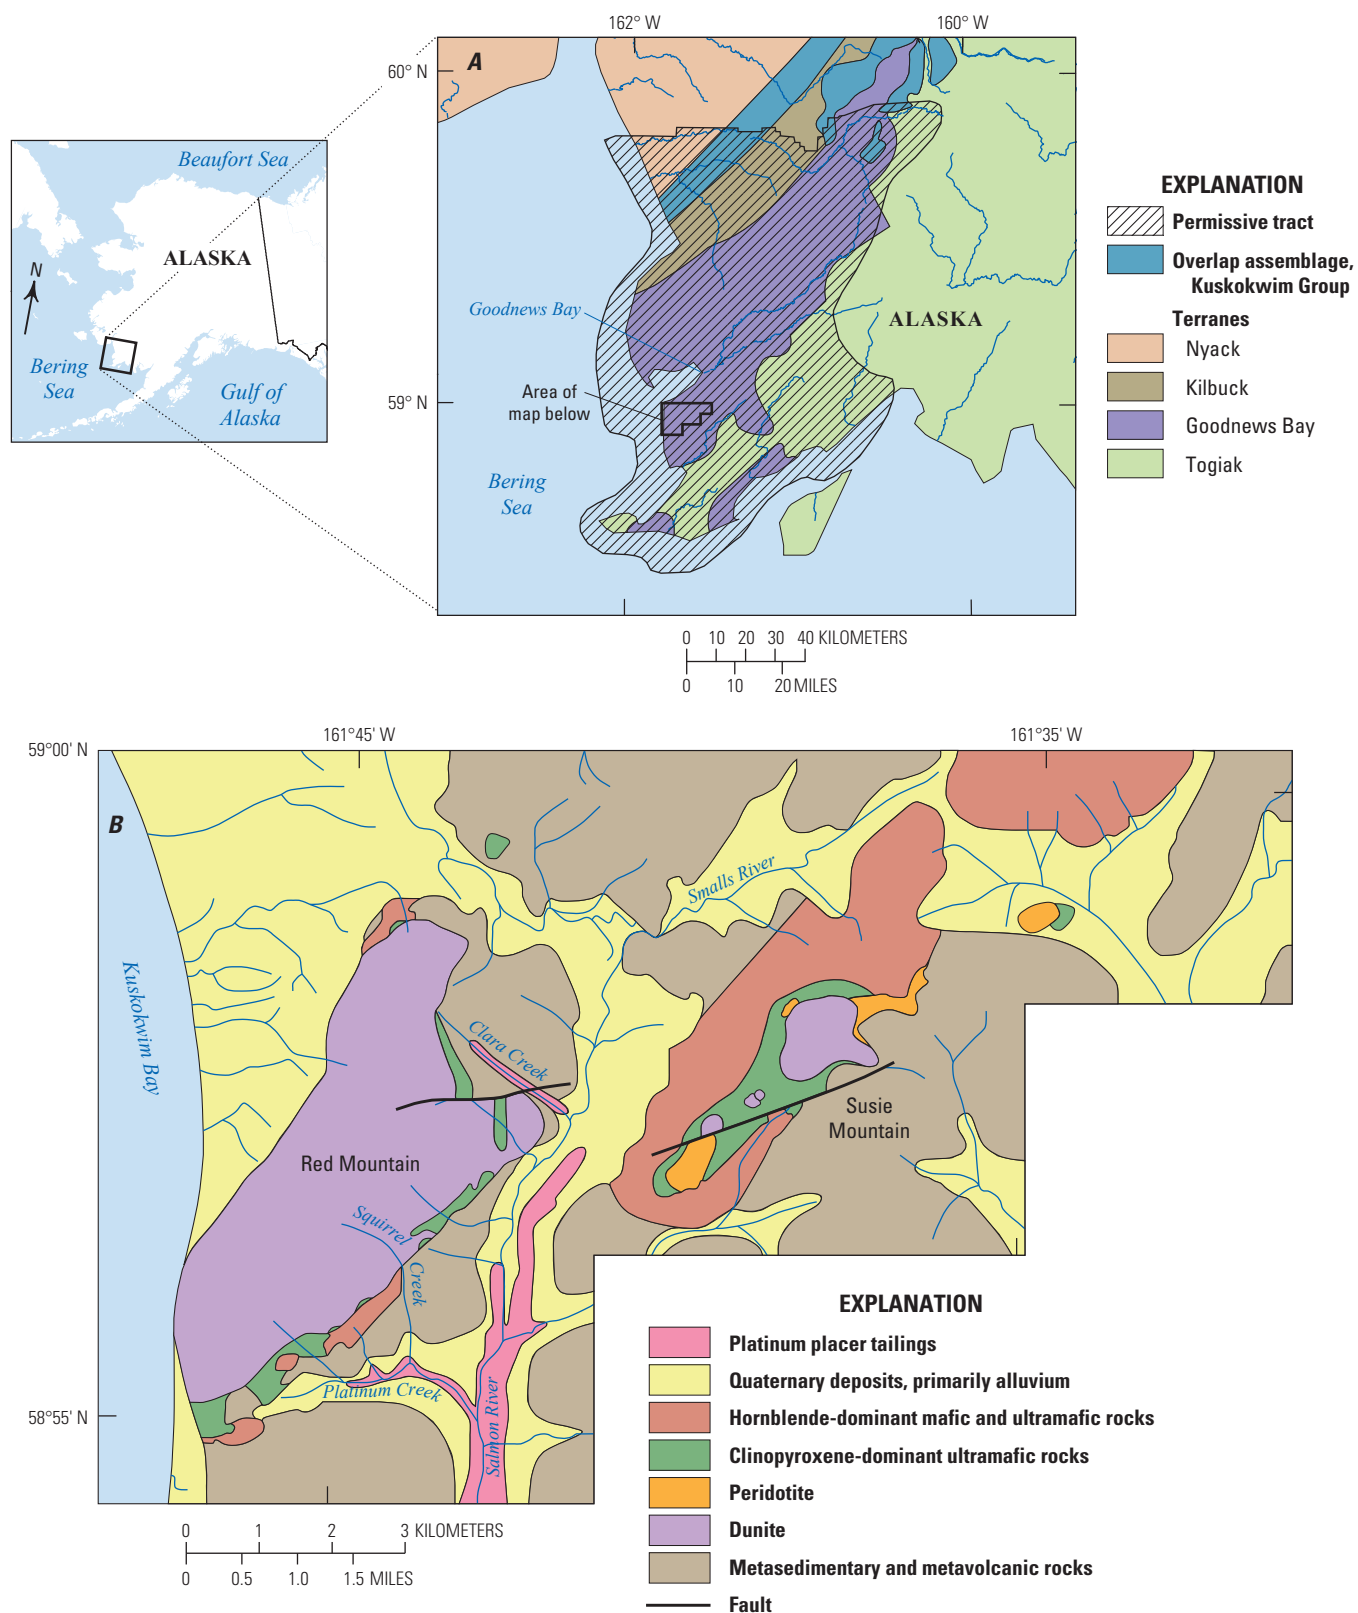 162° W
160° W
60° N
A
59° N
Beaufort Sea
ALASKA
N
Bering
Sea
Gulf of
Alaska
Goodnews Bay
ALASKA
Area of
map below
Bering
Sea
EXPLANATION
Permissive tract
Overlap assemblage,
Kuskokwim Group
Terranes
Nyack
Kilbuck
Goodnews Bay
Togiak
0 10 20 30 40 KILOMETERS
0 10 20 MILES
161°45' W
161°35' W
59°00' N
B
Smalls River
Kuskokwim Bay
Clara Creek
Susie
Mountain
Red Mountain
Squirrel
Creek
Platinum Creek
Salmon River
58°55' N
0 1 2 3 KILOMETERS
0 0.5 1.0 1.5 MILES
EXPLANATION
Platinum placer tailings
Quaternary deposits, primarily alluvium
Hornblende-dominant mafic and ultramafic rocks
Clinopyroxene-dominant ultramafic rocks
Peridotite
Dunite
Metasedimentary and metavolcanic rocks
Fault